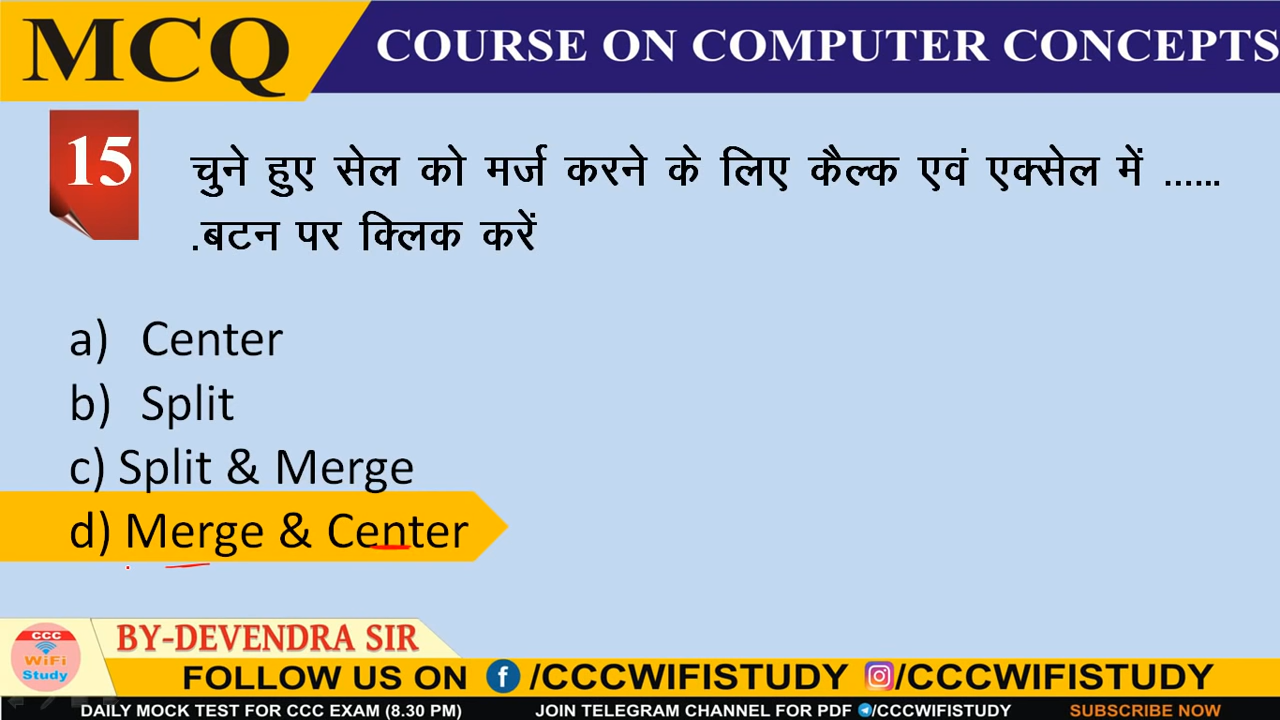 MCQ
COURSE ON COMPUTER CONCEPTS
15
चुने हुए सेल को मर्ज करने के लिए कैल्क एवं एक्सेल में ......
.बटन पर क्लिक करें
a) Center
b) Split
c) Split & Merge
d) Merge & Center
CCC
WiFi
Study
BY-DEVENDRA SIR
FOLLOW US ON f /CCCWIFISTUDY /CCCWIFISTUDY
DAILY MOCK TEST FOR CCC EXAM (8.30 PM) JOIN TELEGRAM CHANNEL FOR PDF /CCCWIFISTUDY SUBSCRIBE NOW